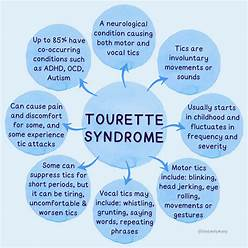 A neurological
condition causing
both motor and
vocal tics
Tics are
involuntary
movements or
sounds
Usually starts
in childhood and
fluctuates in
frequency and
severity
Motor tics
include: blinking,
head jerking, eye
rolling,
movements or
gestures
Vocal tics may
include: whistling,
grunting, saying
words, repeating
phrases
Some can
suppress tics for
short periods, but
it can be tiring,
uncomfortable &
worsen tics
Can cause pain
and discomfort
for some, and
some experience
tic attacks
Up to 85% have
co-occurring
conditions such
as ADHD, OCD,
Autism
TOURETTE
SYNDROME